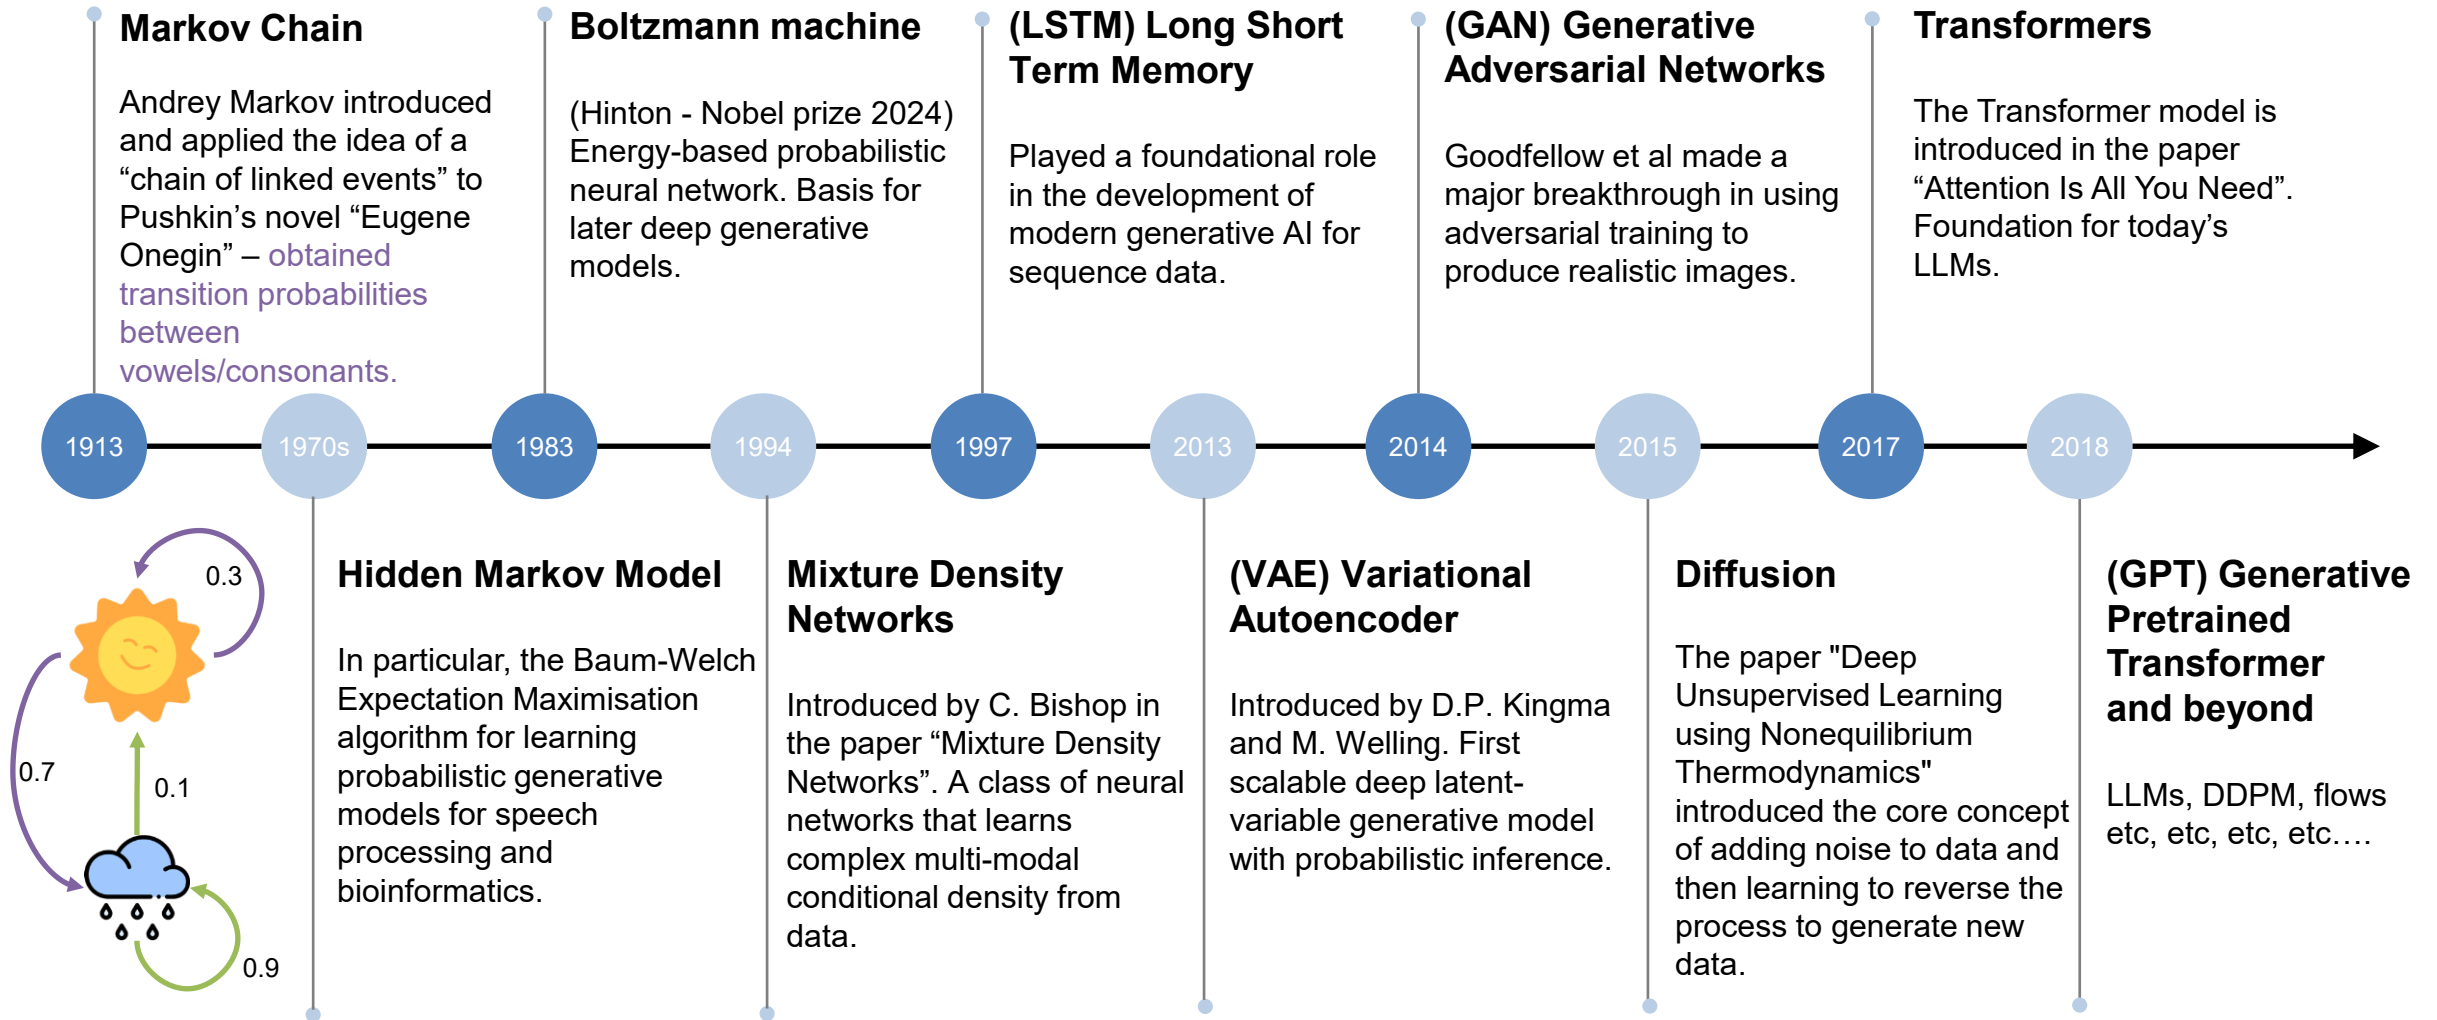 Markov Chain
Andrey Markov introduced
and applied the idea of a
“chain of linked events” to
Pushkin’s novel “Eugene
Onegin” – obtained
transition probabilities
between
vowels/consonants.
Boltzmann machine
(Hinton - Nobel prize 2024)
Energy-based probabilistic
neural network. Basis for
later deep generative
models.
(LSTM) Long Short
Term Memory
Played a foundational role
in the development of
modern generative AI for
sequence data.
(GAN) Generative
Adversarial Networks
Goodfellow et al made a
major breakthrough in using
adversarial training to
produce realistic images.
Transformers
The Transformer model is
introduced in the paper
“Attention Is All You Need”.
Foundation for today’s
LLMs.
1913
1970s
1983
1994
1997
2013
2014
2015
2017
2018
0.3
0.7
0.1
0.9
Hidden Markov Model
In particular, the Baum-Welch
Expectation Maximisation
algorithm for learning
probabilistic generative
models for speech
processing and
bioinformatics.
Mixture Density
Networks
Introduced by C. Bishop in
the paper “Mixture Density
Networks”. A class of neural
networks that learns
complex multi-modal
conditional density from
data.
(VAE) Variational
Autoencoder
Introduced by D.P. Kingma
and M. Welling. First
scalable deep latent-
variable generative model
with probabilistic inference.
Diffusion
The paper "Deep
Unsupervised Learning
using Nonequilibrium
Thermodynamics"
introduced the core concept
of adding noise to data and
then learning to reverse the
process to generate new
data.
(GPT) Generative
Pretrained
Transformer
and beyond
LLMs, DDPM, flows
etc, etc, etc, etc….